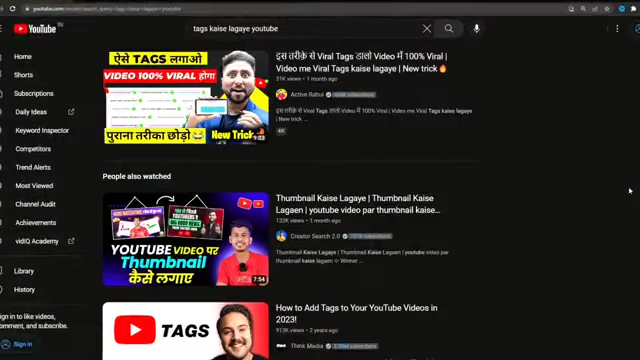 YouTube
IN
tags kaise lagaye youtube
Home
Shorts
Subscriptions
Daily Ideas
Keyword Inspector
Competitors
Trend Alerts
Most Viewed
Channel Audit
Achievements
vidIQ Academy
Library
History
Sign in to like videos,
comment, and subscribe.
Sign in
ऐसे TAGS लगाओ
VIDEO 100% VIRAL होगा
पुराना तरीका छोड़ो
New Trick
9:03
इस तरीक़े से Viral Tags डालो Video में 100% Viral |
Video me Viral Tags kaise lagaye | New trick
31K views • 1 month ago
Active Rahul
इस तरीक़े से Viral Tags डालो Video में 100% Viral | Video me Viral Tags kaise lagaye
| New trick ...
4K
People also watched
YOUTUBE VIDEO पर
Thumbnail
कैसे लगाए
7:54
Thumbnail Kaise Lagaye | Thumbnail Kaise
Lagaen | youtube video par thumbnail kaise...
132K views • 1 month ago
Creator Search 2.0
Thumbnail Kaise Lagaye | Thumbnail Kaise Lagaen | youtube video par
thumbnail kaise lagaen Winner ...
TAGS
How to Add Tags to Your YouTube Videos in
2023!
913K views • 2 years ago
Think Media